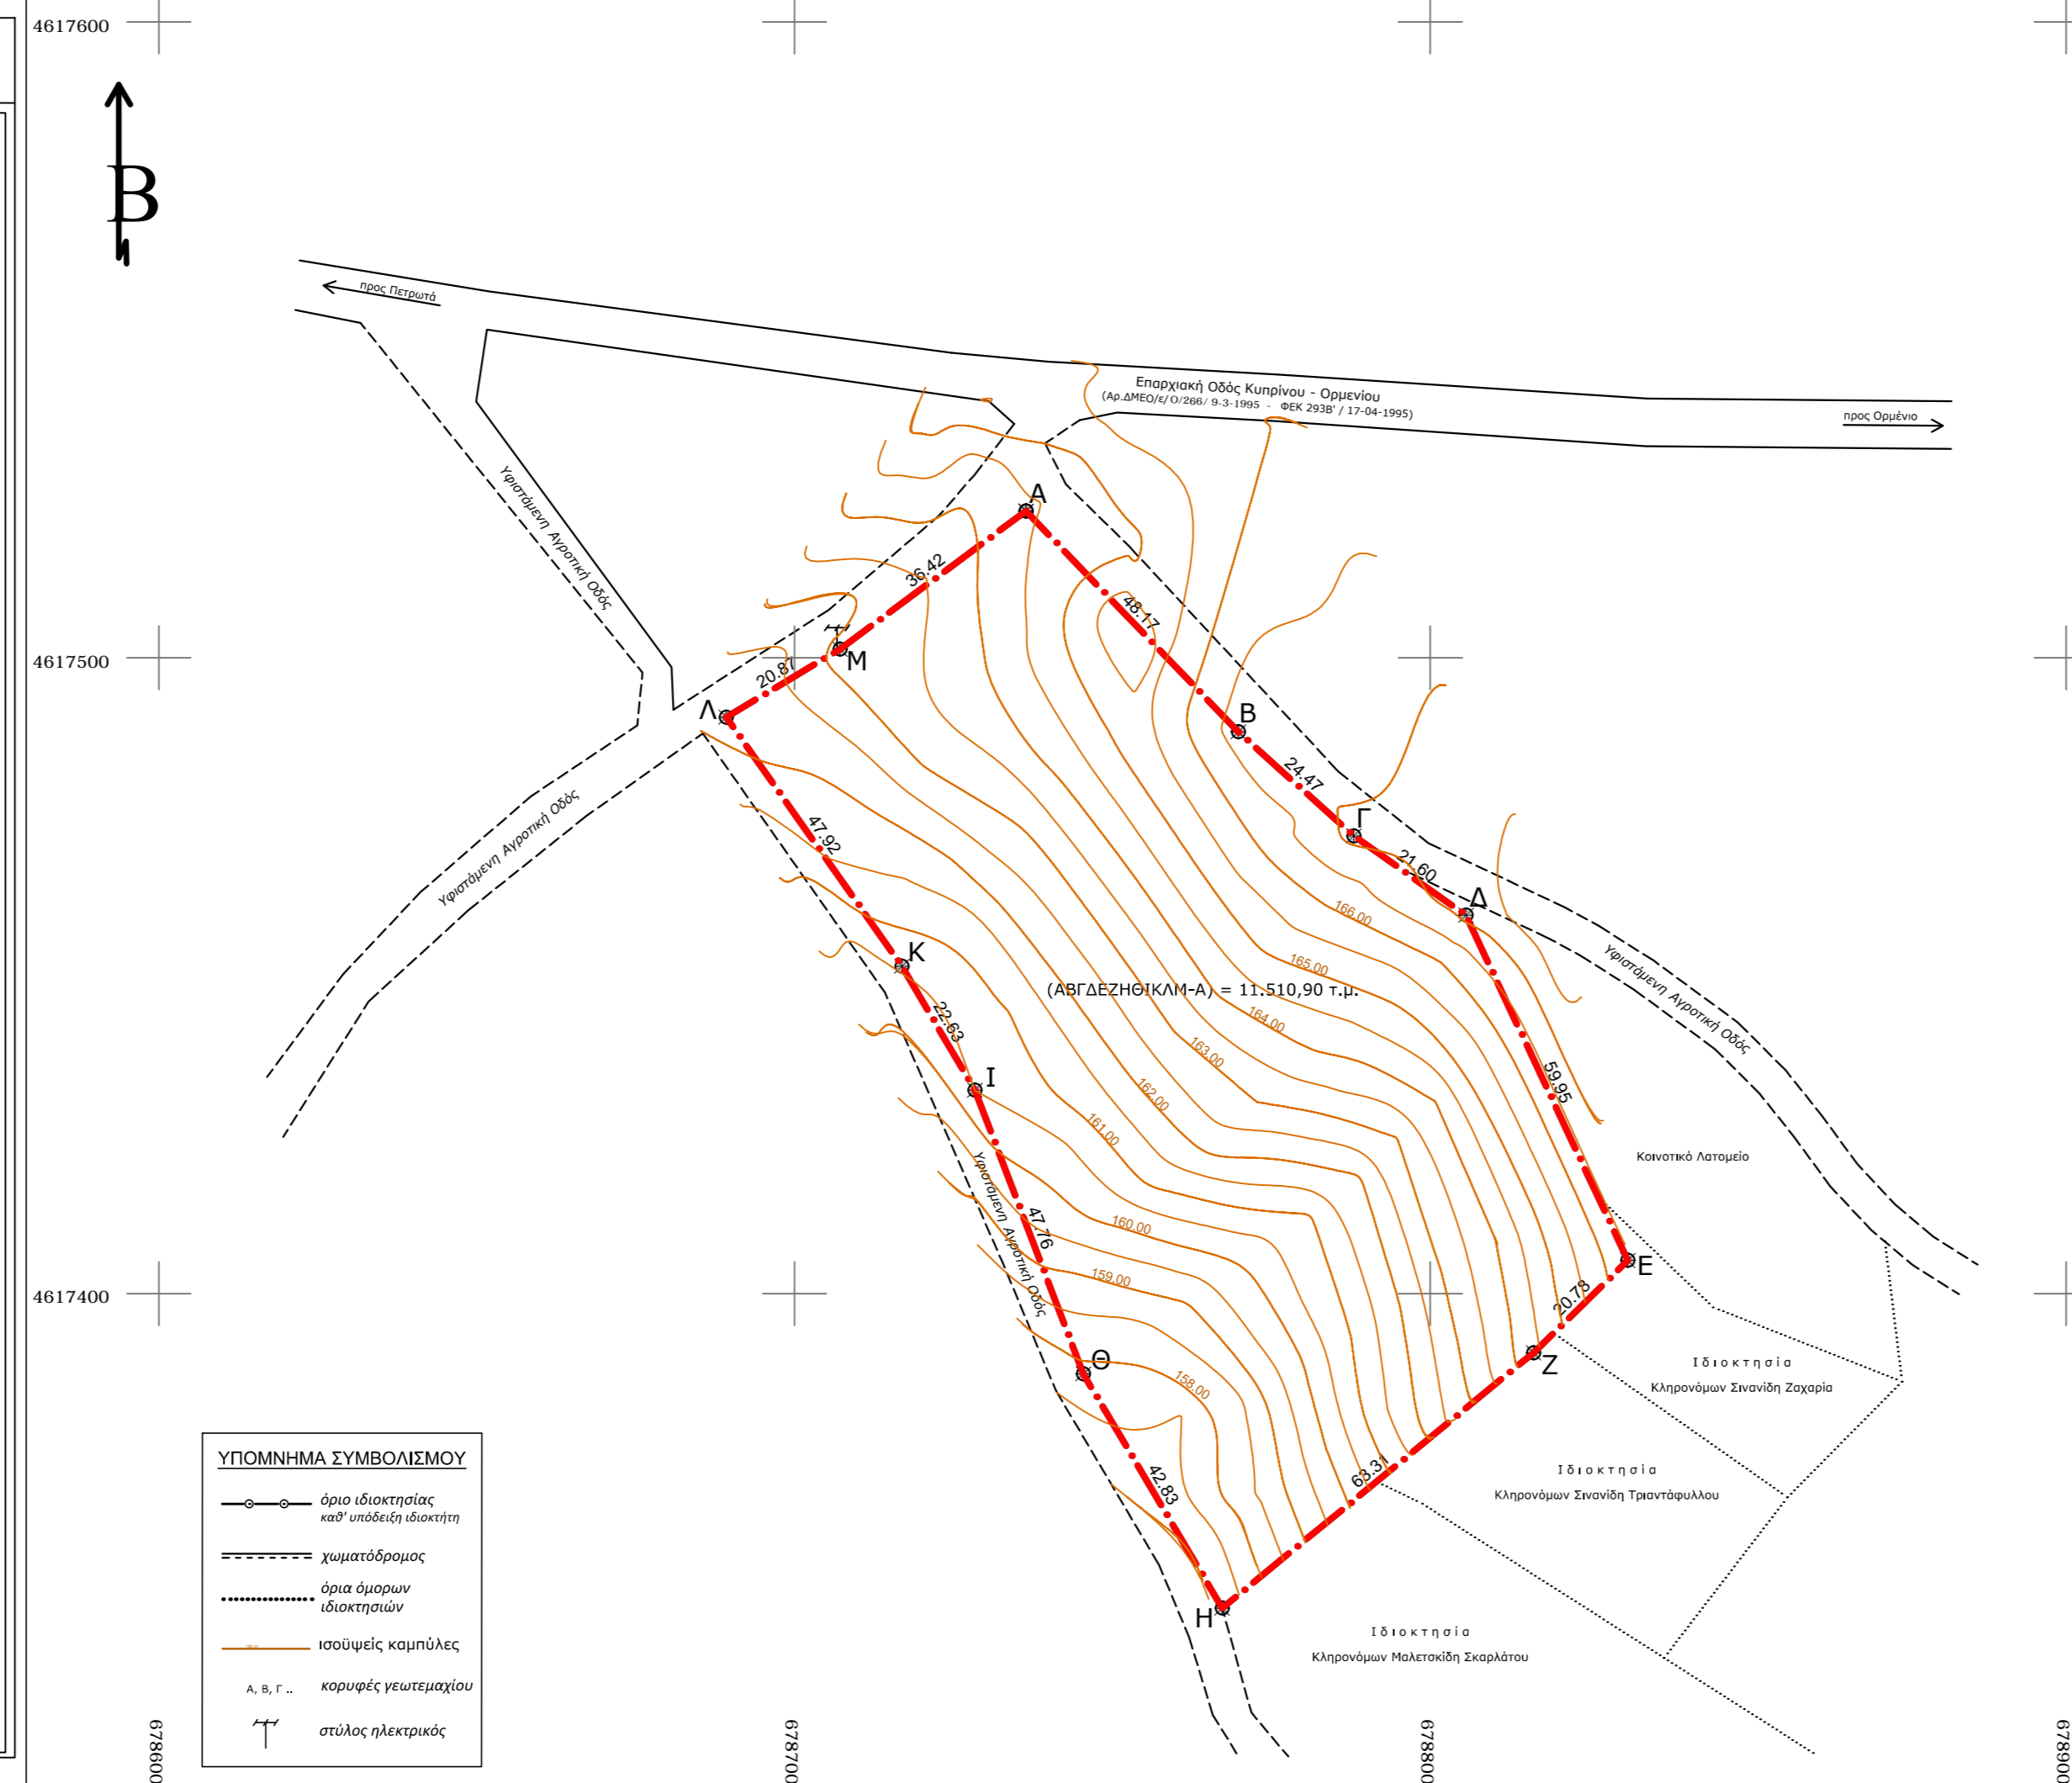 4617600
Β
προς Πετρωτά
Επαρχιακή Οδός Κυπρίνου - Ορμενίου
(Αρ.ΔΜΕΟ/ε/Ο/266/ 9-3-1995 - ΦΕΚ 293Β' / 17-04-1995)
προς Ορμένιο
Υφιστάμενη Αγροτική Οδός
Α
36.42
48.17
4617500
Μ
20.87
Λ
Β
24.47
Γ
21.60
Δ
47.92
Υφιστάμενη Αγροτική Οδός
166.00
Κ
165.00
Υφιστάμενη Αγροτική Οδός
(ΑΒΓΔΕΖΗΘΙΚΛΜ-Α) = 11.510,90 τ.μ.
164.00
22.63
163.00
Ι
162.00
59.95
161.00
Κοινοτικό Λατομείο
Υφιστάμενη Αγροτική Οδός
47.76
160.00
159.00
Ε
4617400
20.78
Θ
158.00
Ζ
Ιδιοκτησία
Κληρονόμων Σινανίδη Ζαχαρία
42.83
63.31
Ιδιοκτησία
Κληρονόμων Σινανίδη Τριαντάφυλλου
Η
Ιδιοκτησία
Κληρονόμων Μαλετσκίδη Σκαρλάτου
ΥΠΟΜΝΗΜΑ ΣΥΜΒΟΛΙΣΜΟΥ
όριο ιδιοκτησίας
καθ' υπόδειξη ιδιοκτήτη
χωματόδρομος
όρια όμορων
ιδιοκτησιών
ισοϋψείς καμπύλες
Α, Β, Γ ..
κορυφές γεωτεμαχίου
στύλος ηλεκτρικός
678600
678700
678800
678900